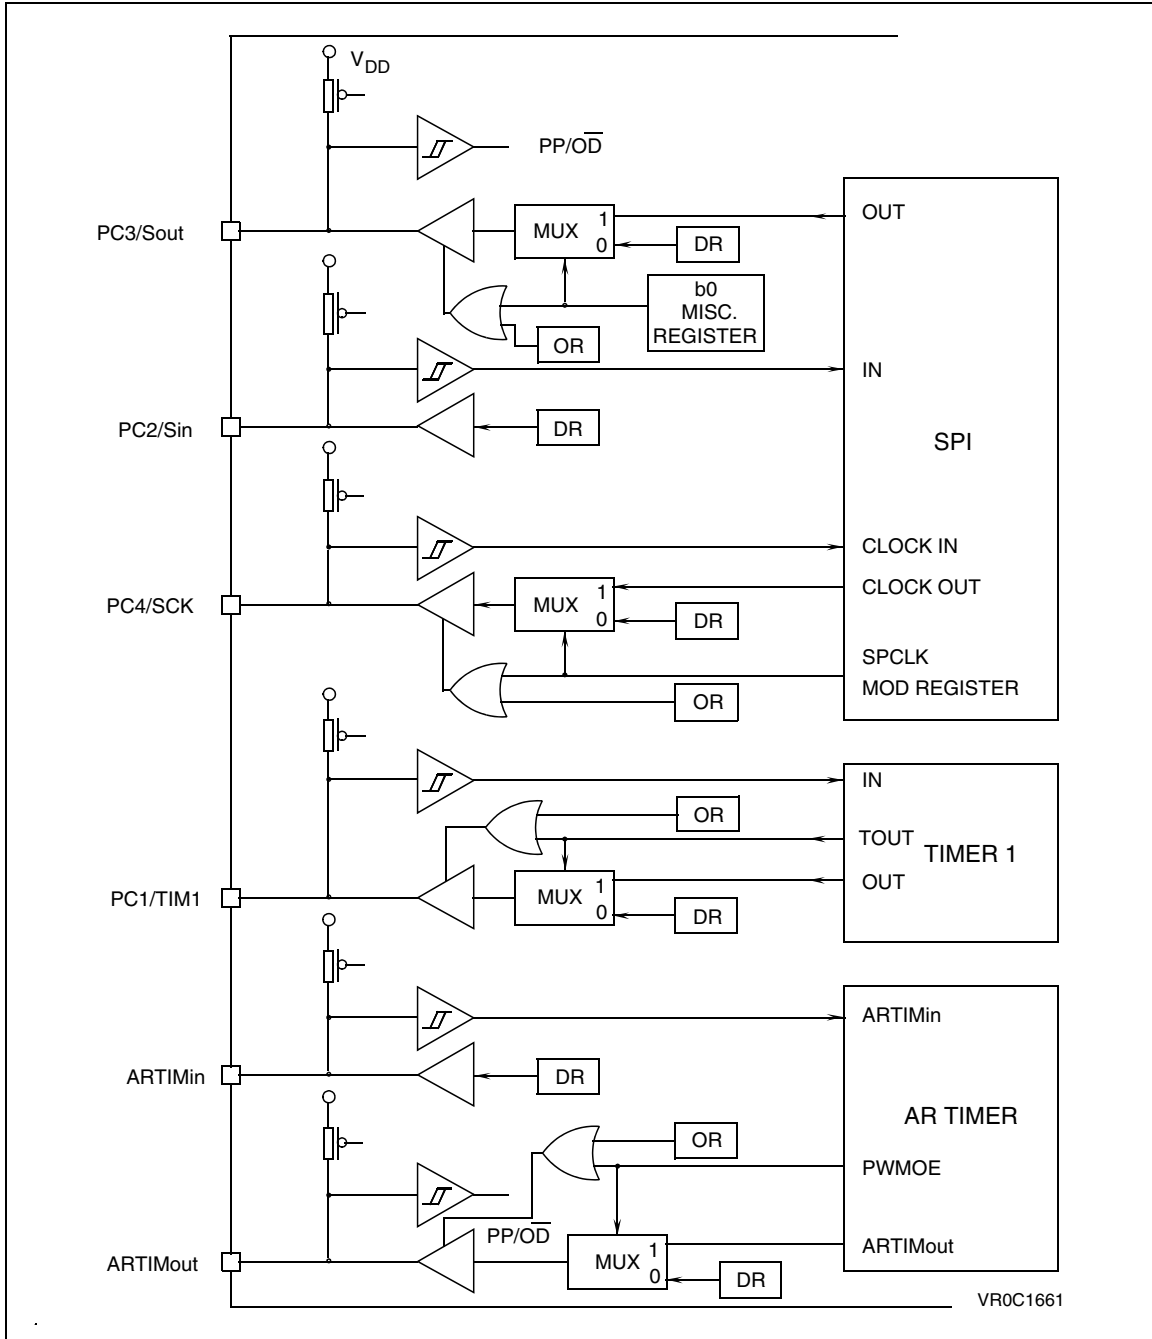 VDD
PP/OD
PC3/Sout
MUX 1
0
DR
OUT
b0
MISC.
REGISTER
OR
IN
PC2/Sin
DR
SPI
CLOCK IN
CLOCK OUT
PC4/SCK
MUX 1
0
DR
SPCLK
MOD REGISTER
OR
IN
OR
TOUT
TIMER 1
OUT
PC1/TIM1
MUX 1
0
DR
ARTIMin
ARTIMin
DR
AR TIMER
OR
PWMOE
PP/OD
ARTIMout
MUX 1
0
DR
ARTIMout
VR0C1661